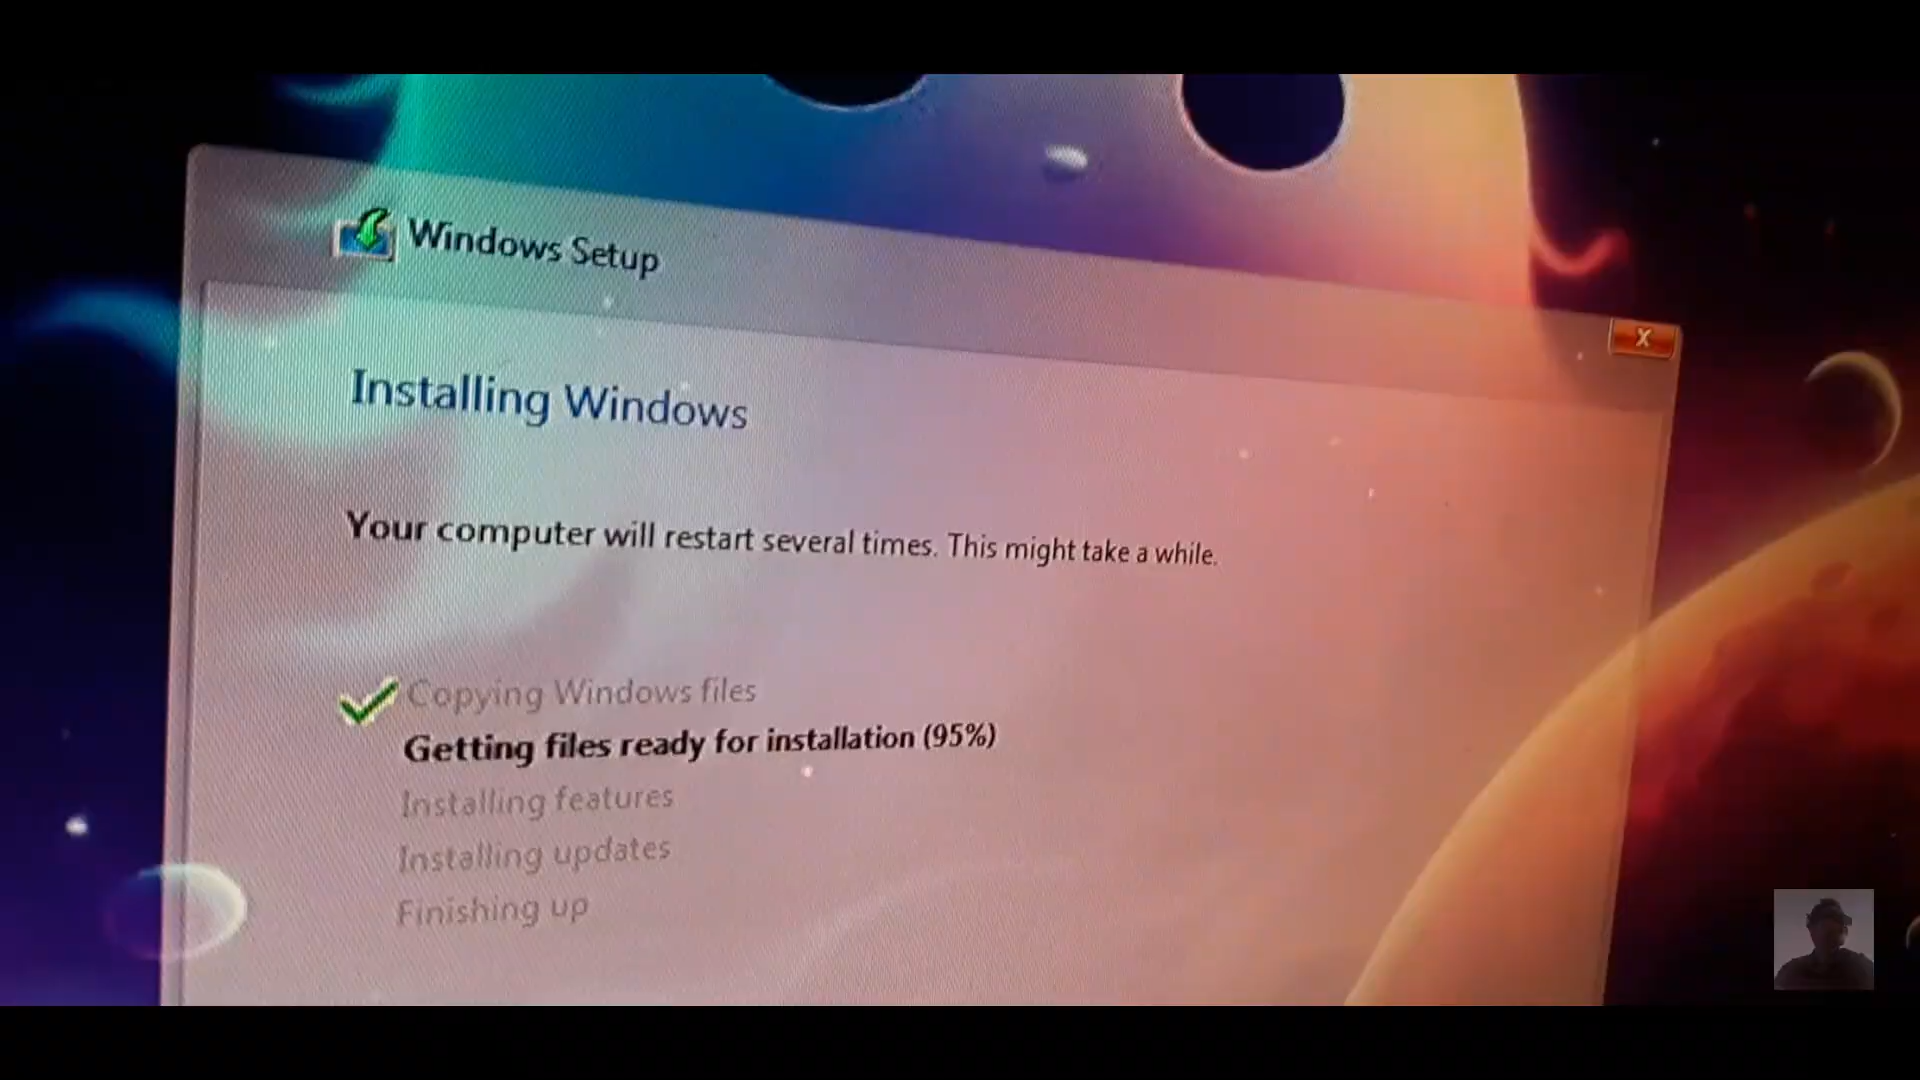 Windows Setup
X
Installing Windows
Your computer will restart several times. This might take a while.
Copying Windows files
Getting files ready for installation (95%)
Installing features
Installing updates
Finishing up